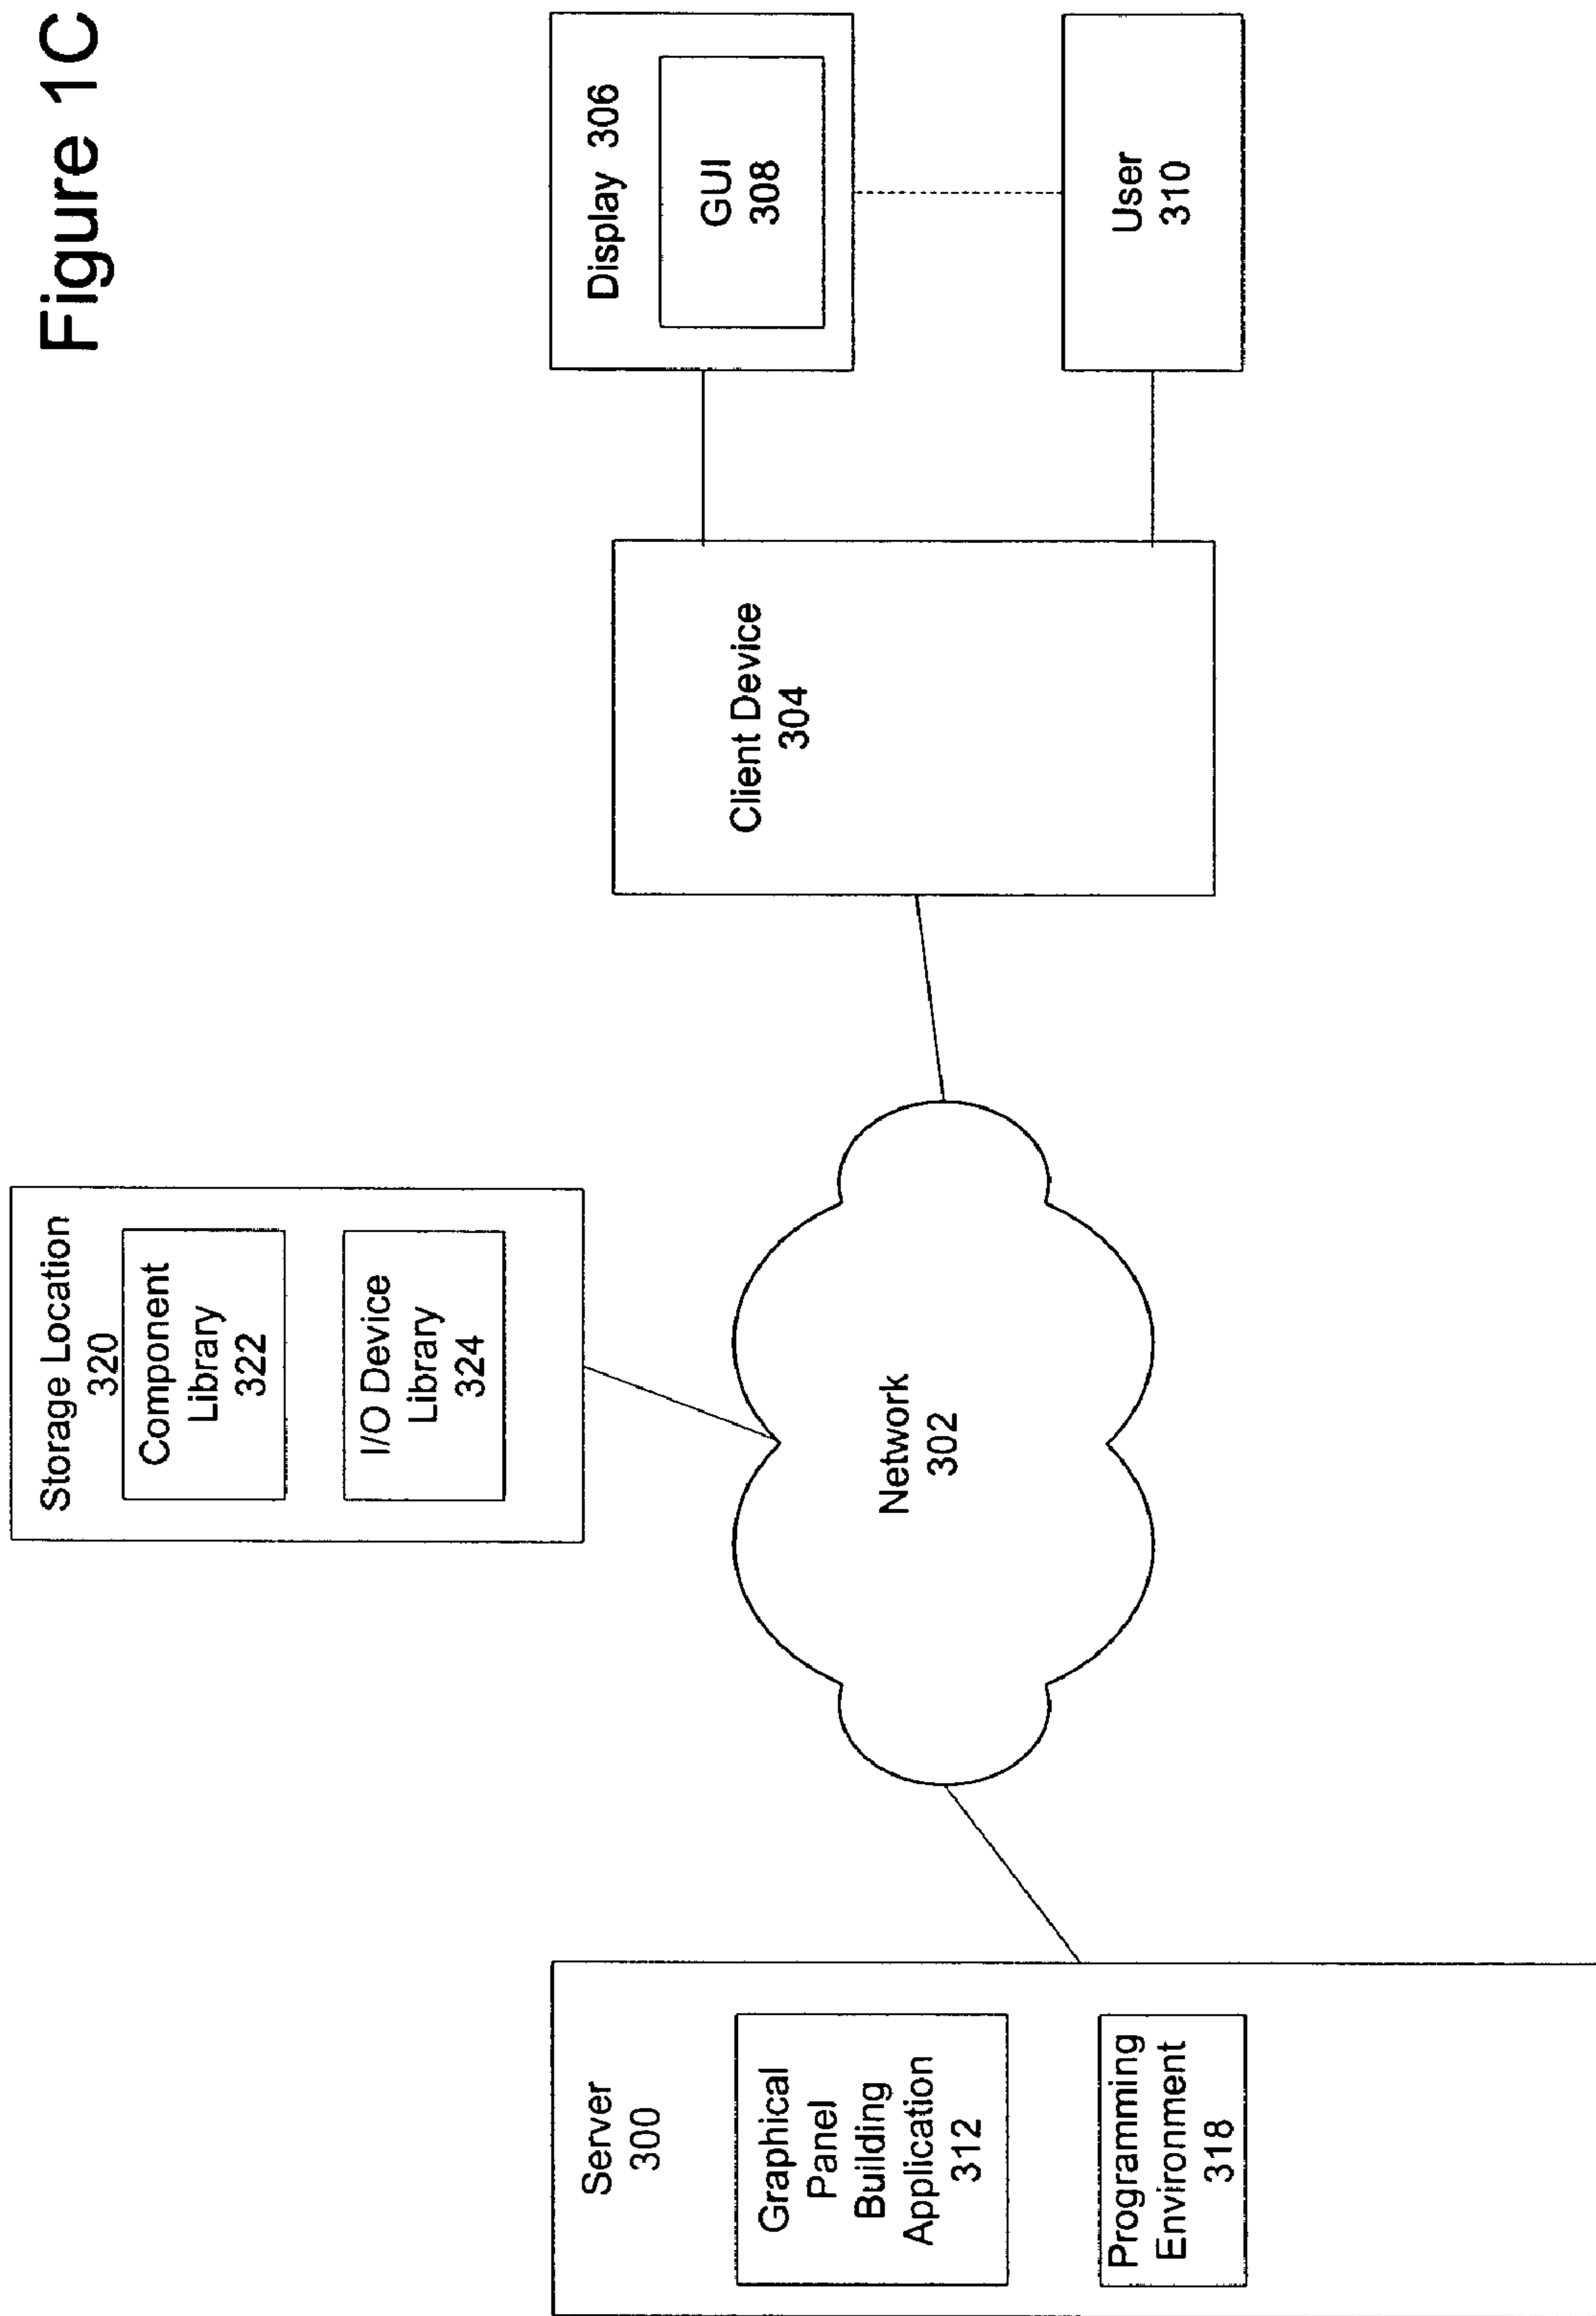 Figure 1C
Server
300
Graphical
Panel
Building
Application
312
Programming
Environment
318
Storage Location
320
Component
Library
322
I/O Device
Library
324
Network
302
Client Device
304
Display 306
GUI
308
User
310